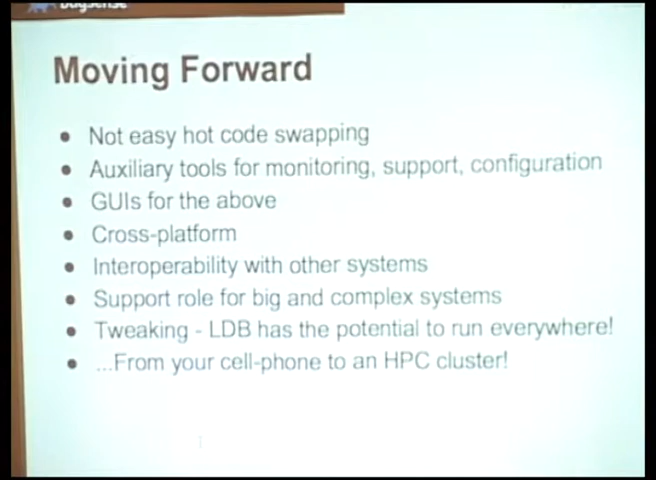 BugSense
Moving Forward
● Not easy hot code swapping
● Auxiliary tools for monitoring, support, configuration
● GUIs for the above
● Cross-platform
● Interoperability with other systems
● Support role for big and complex systems
● Tweaking - LDB has the potential to run everywhere!
● ...From your cell-phone to an HPC cluster!